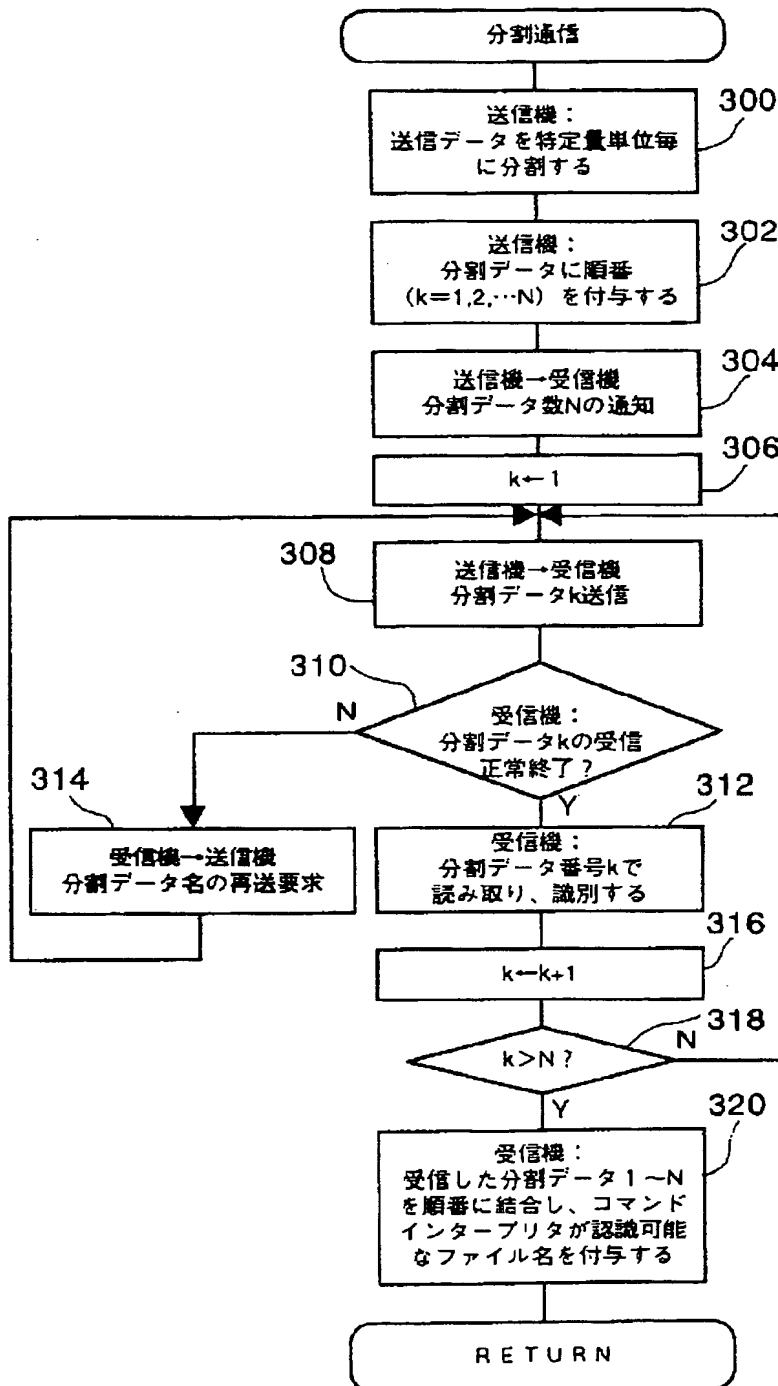 分割通信
300
送信機：
送信データを特定量単位毎
に分割する
302
送信機：
分割データに順番
(k=1,2,…N) を付与する
304
送信機→受信機
分割データ数Nの通知
306
k←1
308
送信機→受信機
分割データk送信
310
N
受信機：
分割データkの受信
正常終了？
Y
314
受信機→送信機
分割データ名の再送要求
312
受信機：
分割データ番号kで
読み取り、識別する
316
k←k+1
318
k>N？
N
Y
320
受信機：
受信した分割データ1～N
を順番に結合し、コマンド
インタープリタが認識可能
なファイル名を付与する
RETURN